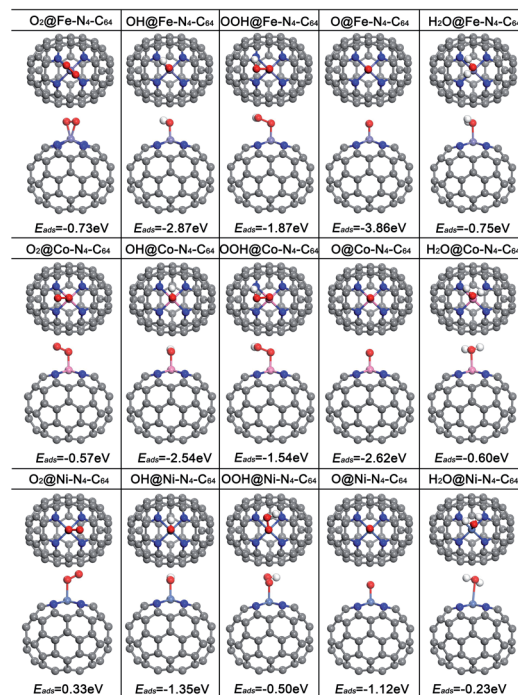 O₂@Fe-N₄-C₆₄ OH@Fe-N₄-C₆₄ OOH@Fe-N₄-C₆₄ O@Fe-N₄-C₆₄ H₂O@Fe-N₄-C₆₄
Eads=-0.73eV Eads=-2.87eV Eads=-1.87eV Eads=-3.86eV Eads=-0.75eV
O₂@Co-N₄-C₆₄ OH@Co-N₄-C₆₄ OOH@Co-N₄-C₆₄ O@Co-N₄-C₆₄ H₂O@Co-N₄-C₆₄
Eads=-0.57eV Eads=-2.54eV Eads=-1.54eV Eads=-2.62eV Eads=-0.60eV
O₂@Ni-N₄-C₆₄ OH@Ni-N₄-C₆₄ OOH@Ni-N₄-C₆₄ O@Ni-N₄-C₆₄ H₂O@Ni-N₄-C₆₄
Eads=0.33eV Eads=-1.35eV Eads=-0.50eV Eads=-1.12eV Eads=-0.23eV